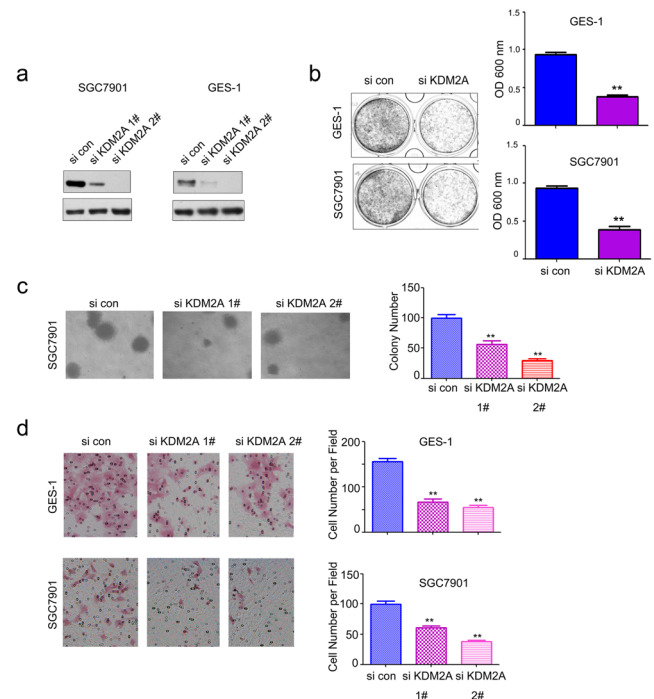 a
SGC7901
GES-1
si con
si KDM2A 1#
si KDM2A 2#
si con
si KDM2A 1#
si KDM2A 2#
b
si con
si KDM2A
GES-1
SGC7901
GES-1
OD 600 nm
1.5
1.0
0.5
0
**
SGC7901
OD 600 nm
1.5
1.0
0.5
0
**
si con
si KDM2A
c
si con
si KDM2A 1#
si KDM2A 2#
SGC7901
Colony Number
150
100
50
0
**
**
si con
si KDM2A
1#
si KDM2A
2#
d
si con
si KDM2A 1#
si KDM2A 2#
GES-1
SGC7901
GES-1
Cell Number per Field
200
150
100
0
**
**
SGC7901
Cell Number per Field
150
100
50
0
**
**
si con
si KDM2A
1#
si KDM2A
2#